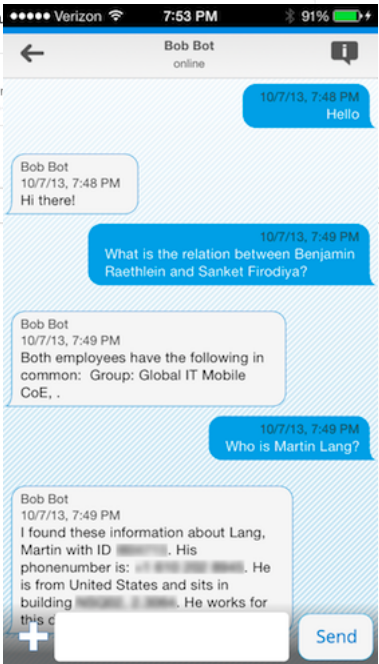 Verizon 7:53 PM 91%
Bob Bot
online
10/7/13, 7:48 PM
Hello
Bob Bot
10/7/13, 7:48 PM
Hi there!
10/7/13, 7:49 PM
What is the relation between Benjamin
Raethlein and Sanket Firodiya?
Bob Bot
10/7/13, 7:49 PM
Both employees have the following in
common: Group: Global IT Mobile
CoE, .
10/7/13, 7:49 PM
Who is Martin Lang?
Bob Bot
10/7/13, 7:49 PM
I found these information about Lang,
Martin with ID . His
phonenumber is: . He
is from United States and sits in
building . He works for
this
Send